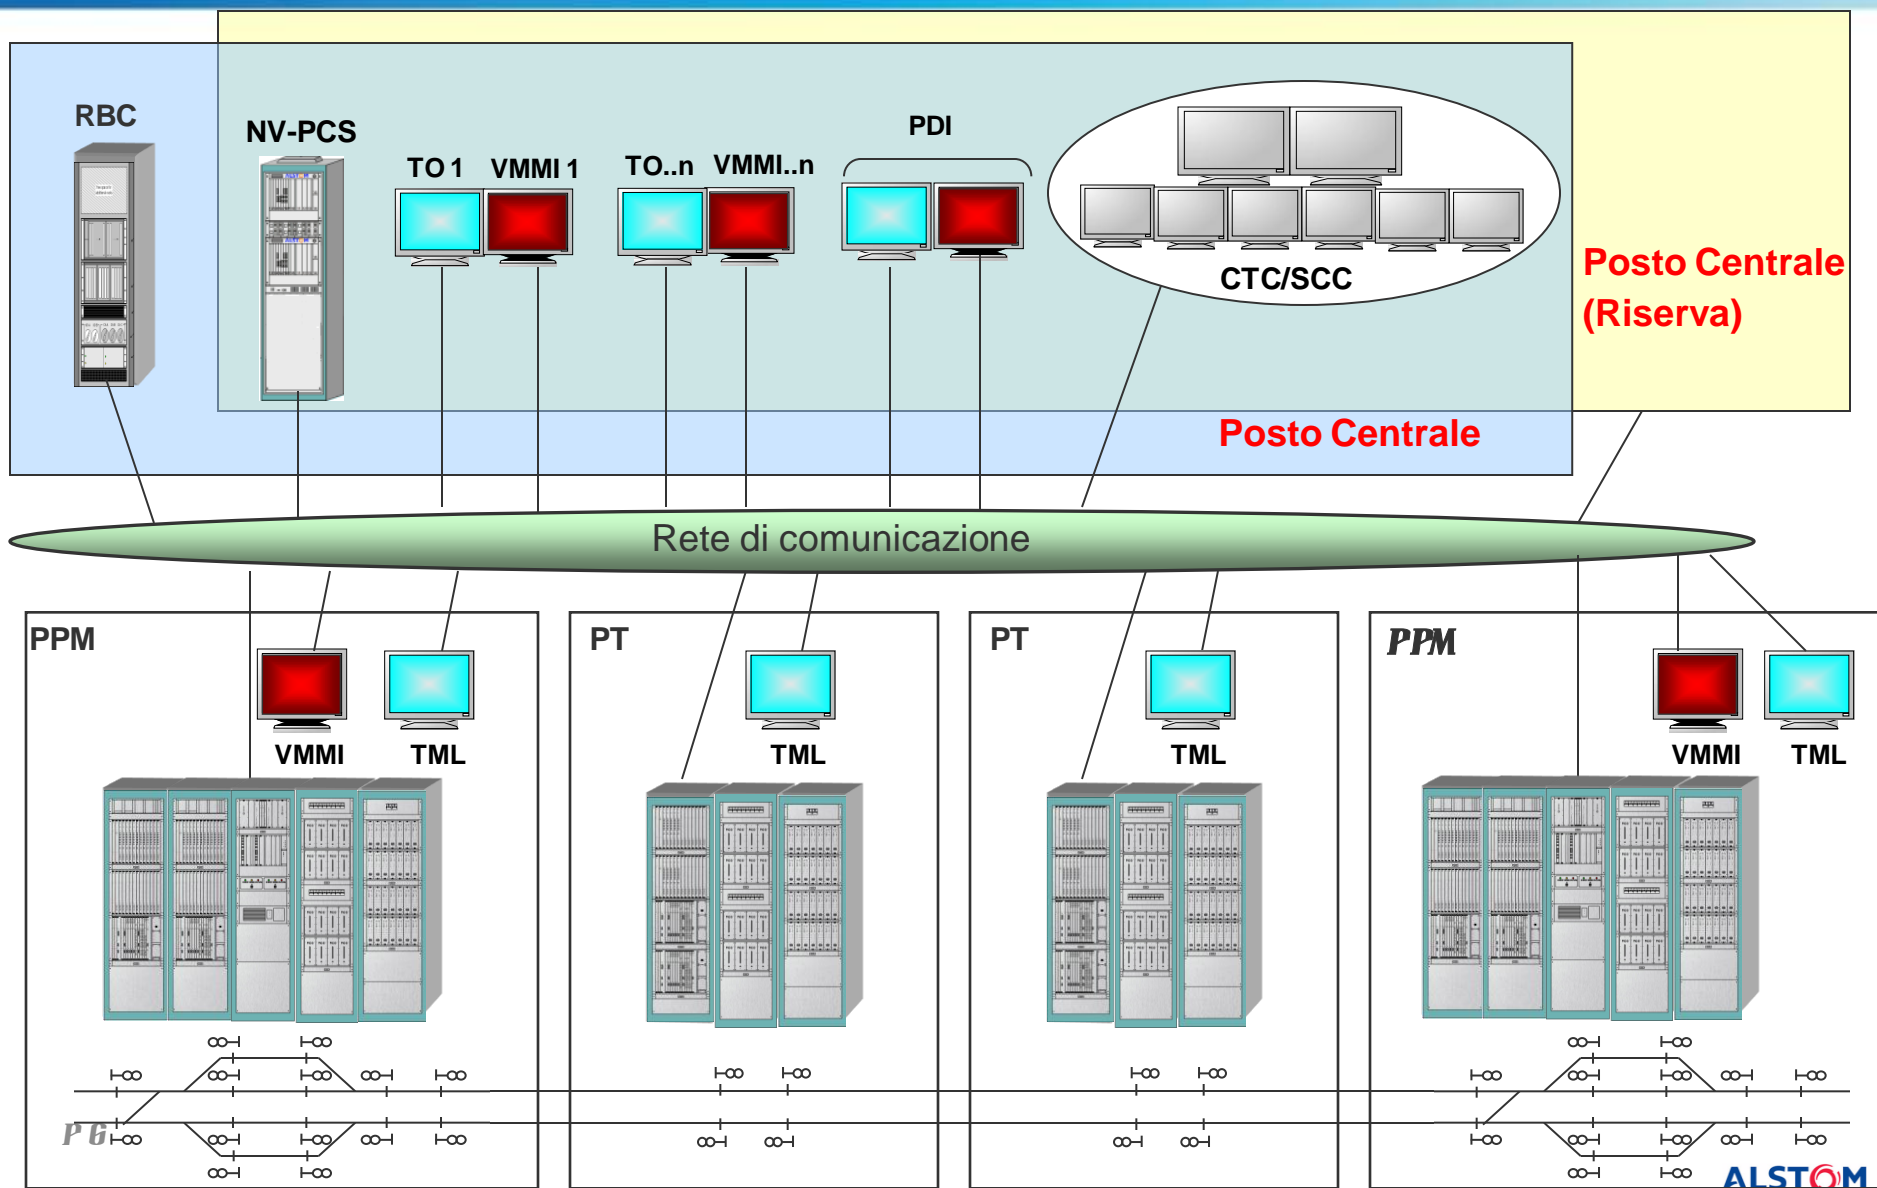 RBC
NV-PCS
TO 1
VMMI 1
TO..n
VMMI..n
PDI
CTC/SCC
Posto Centrale
(Riserva)
Posto Centrale
Rete di comunicazione
PPM
VMMI
TML
PT
TML
PT
TML
PPM
VMMI
TML
P G
ALSTOM